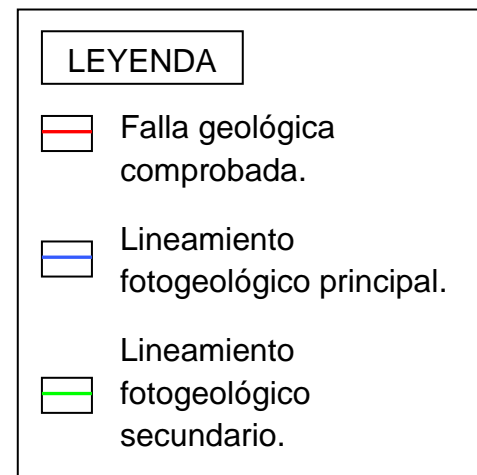 LEYENDA
Falla geológica
comprobada.
Lineamiento
fotogeológico principal.
Lineamiento
fotogeológico
secundario.